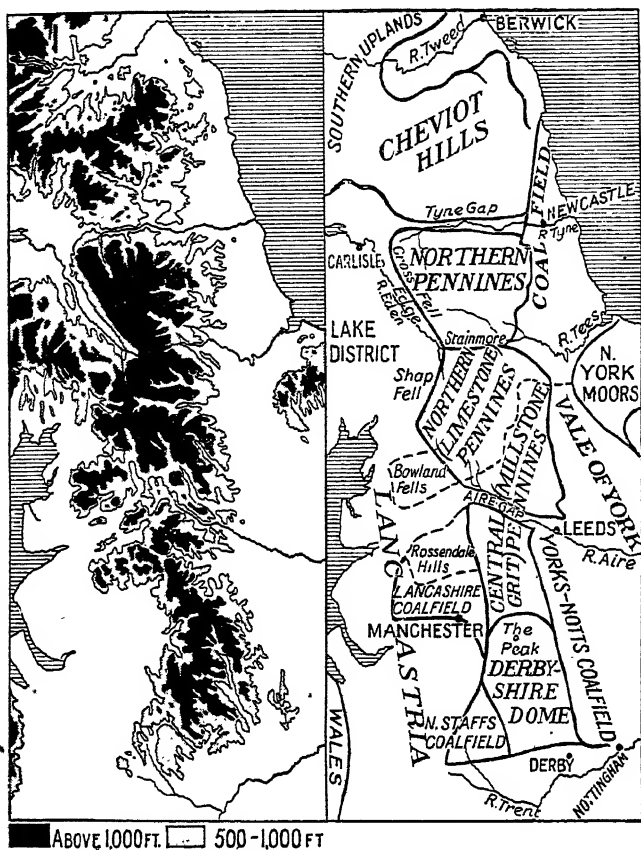 BERWICK
SOUTHERN UPLANDS
R.Tweed
CHEVIOT
HILLS
COALFIELD
Tyne Gap
NEWCASTLE
R. Tyne
CARLISLE
NORTHERN
PENNINES
Cross Fell
Edge
R.Eden
LAKE
DISTRICT
Stainmore
R.Tees
N.
YORK
MOORS
Shap
Fell
NORTHERN
(LIMESTONE)
PENNINES
(MILLSTONE
VALE OF YORK
Bowland
Fells
AIRE GAP
LEEDS
R.Aire
LANCASTRIA
Rossendale
Hills
CENTRAL
GRIT) PENNINES
LANCASHIRE
COALFIELD
YORKS-NOTTS COALFIELD
MANCHESTER
The
Peak
DERBY-
SHIRE
DOME
N.STAFFS
COALFIELD
WALES
DERBY
NOTTINGHAM
R.Trent
ABOVE 1,000 FT. 500-1,000 FT